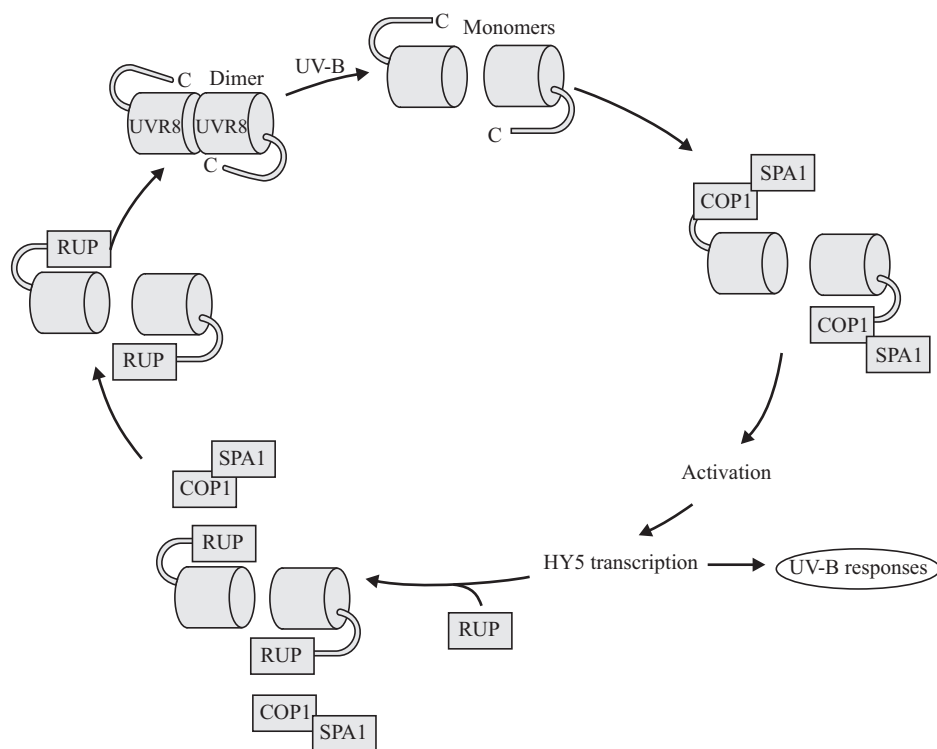 C
Monomers
UV-B
C
Dimer
UVR8
UVR8
C
C
SPA1
COP1
RUP
COP1
SPA1
RUP
Activation
SPA1
COP1
RUP
HY5 transcription
UV-B responses
RUP
RUP
COP1
SPA1